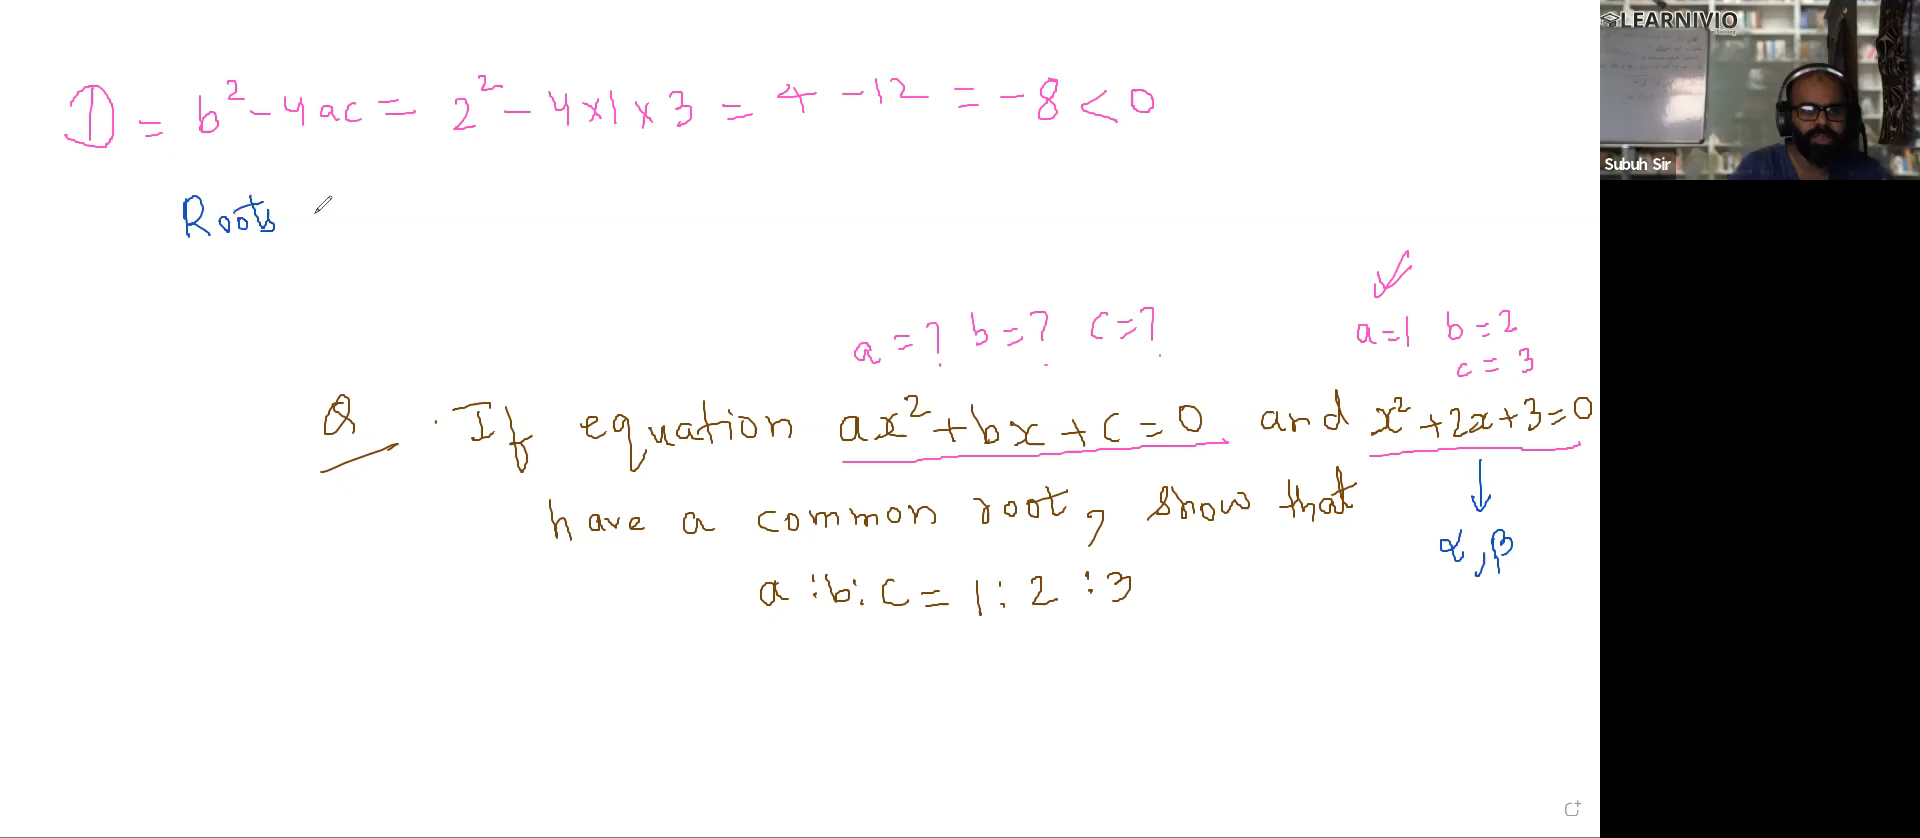 LEARNIVIO
D = b² - 4ac = 2² - 4×1×3 = 4 - 12 = -8 < 0
Subuh Sir
Roots
a = ? b = ? c = ?
a = 1 b = 2
c = 3
Q. If equation ax² + bx + c = 0 and x² + 2x + 3 = 0
have a common root, show that
α, β
a : b : c = 1 : 2 : 3